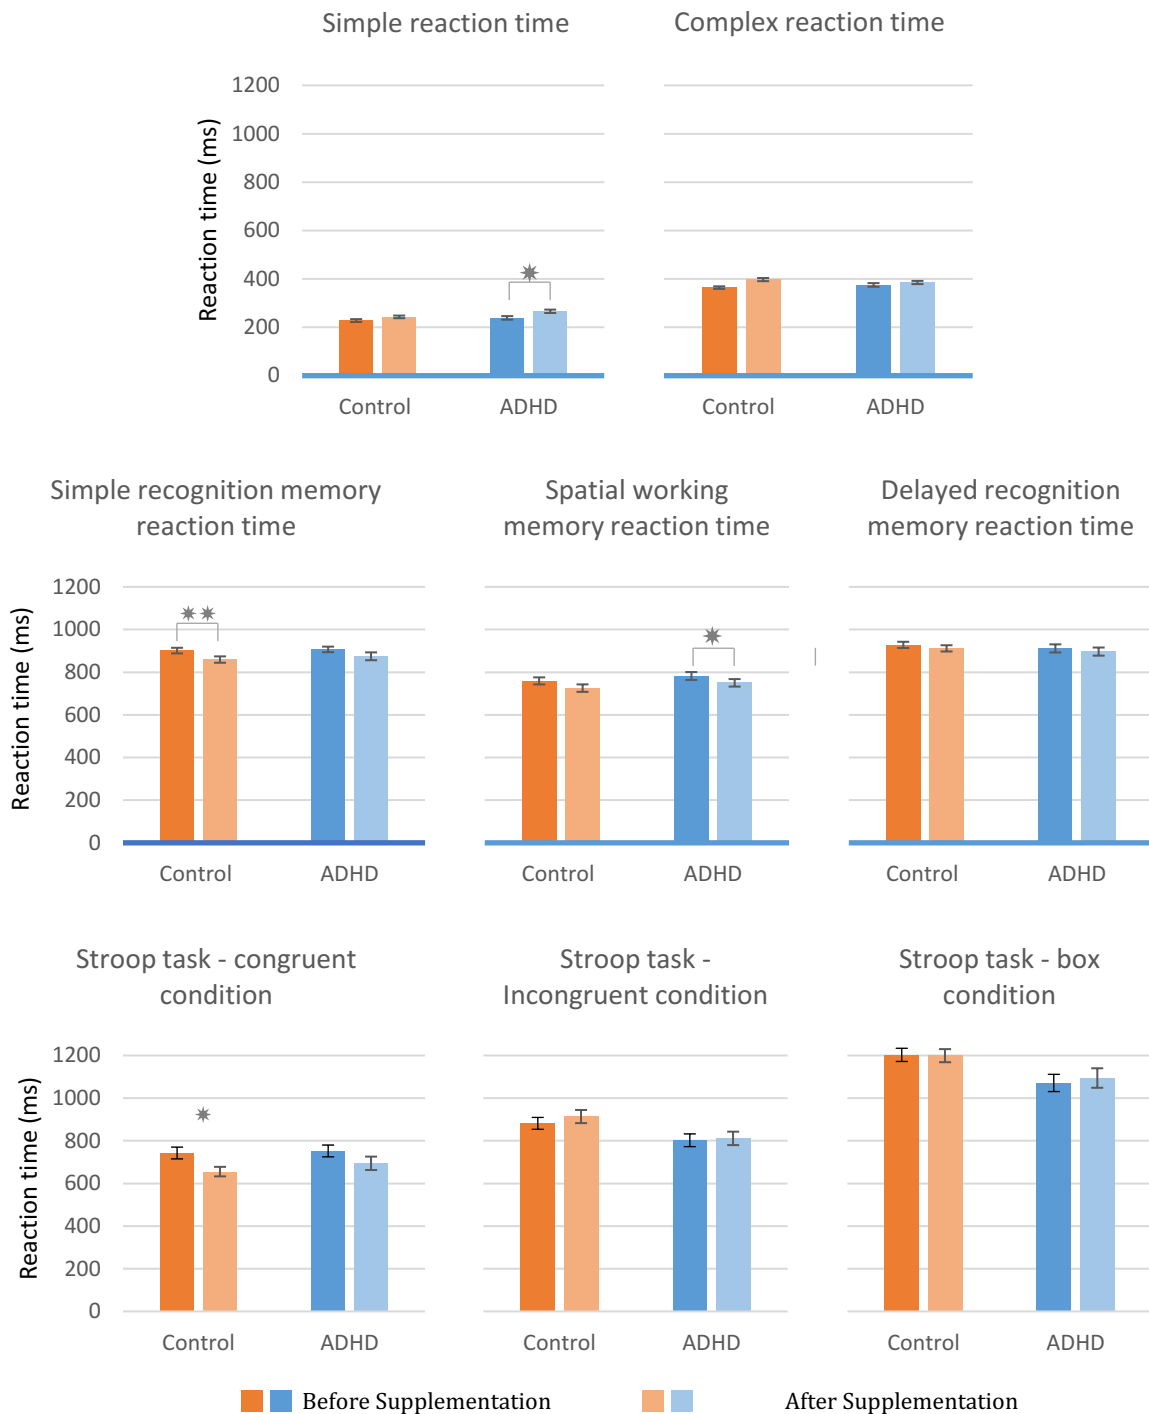 Simple reaction time
Complex reaction time
Reaction time (ms)
1200
1000
800
600
400
200
0
Control
ADHD
Control
ADHD
Simple recognition memory
reaction time
Spatial working
memory reaction time
Delayed recognition
memory reaction time
Reaction time (ms)
1200
1000
800
600
400
200
0
Control
ADHD
Control
ADHD
Control
ADHD
Stroop task - congruent
condition
Stroop task -
Incongruent condition
Stroop task - box
condition
Reaction time (ms)
1200
1000
800
600
400
200
0
Control
ADHD
Control
ADHD
Control
ADHD
Before Supplementation
After Supplementation